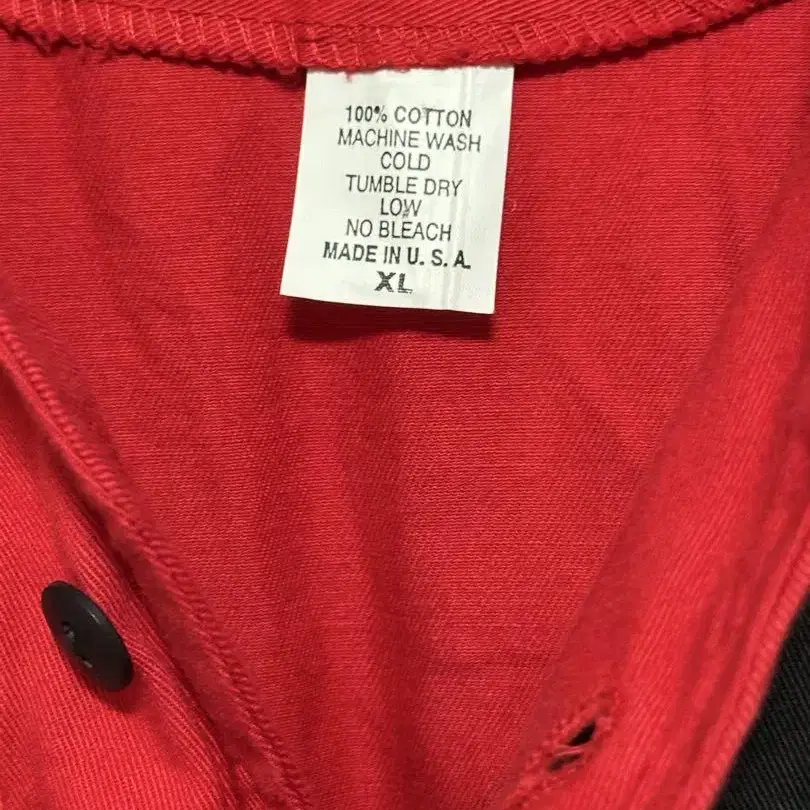 100% COTTON
MACHINE WASH
COLD
TUMBLE DRY
LOW
NO BLEACH
MADE IN U. S. A.
XL